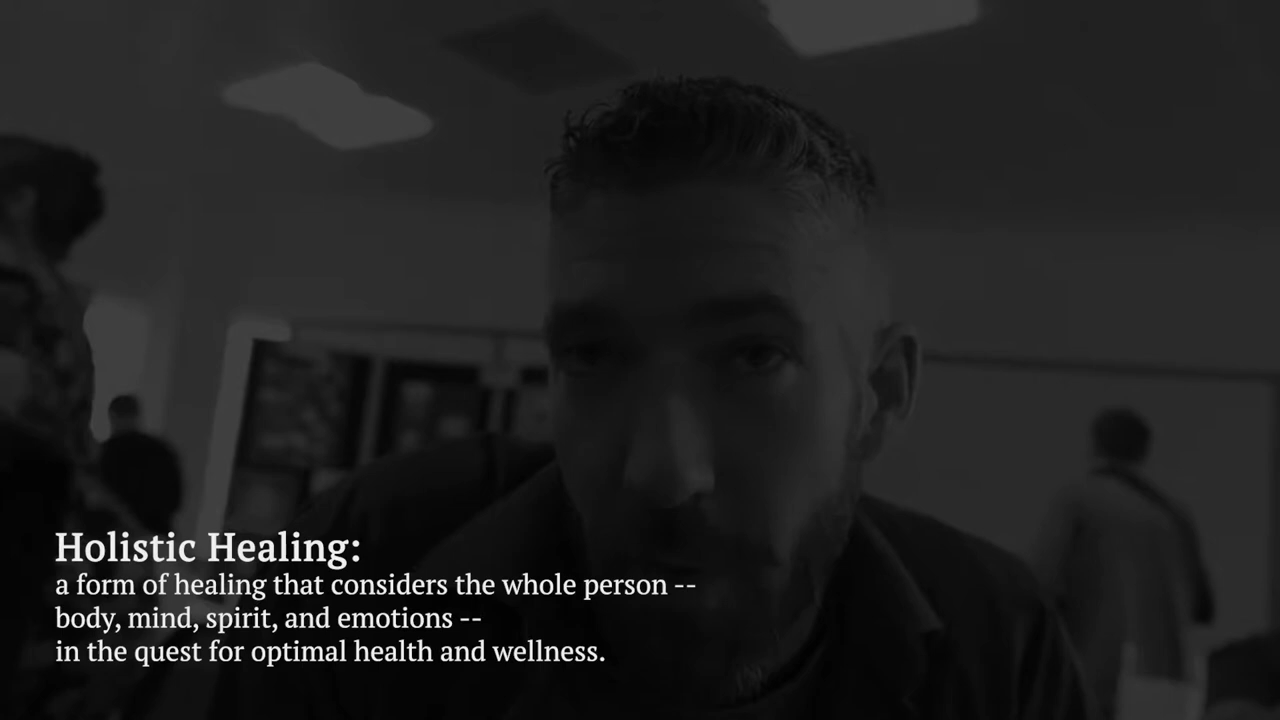 Holistic Healing:
a form of healing that considers the whole person --
body, mind, spirit, and emotions --
in the quest for optimal health and wellness.